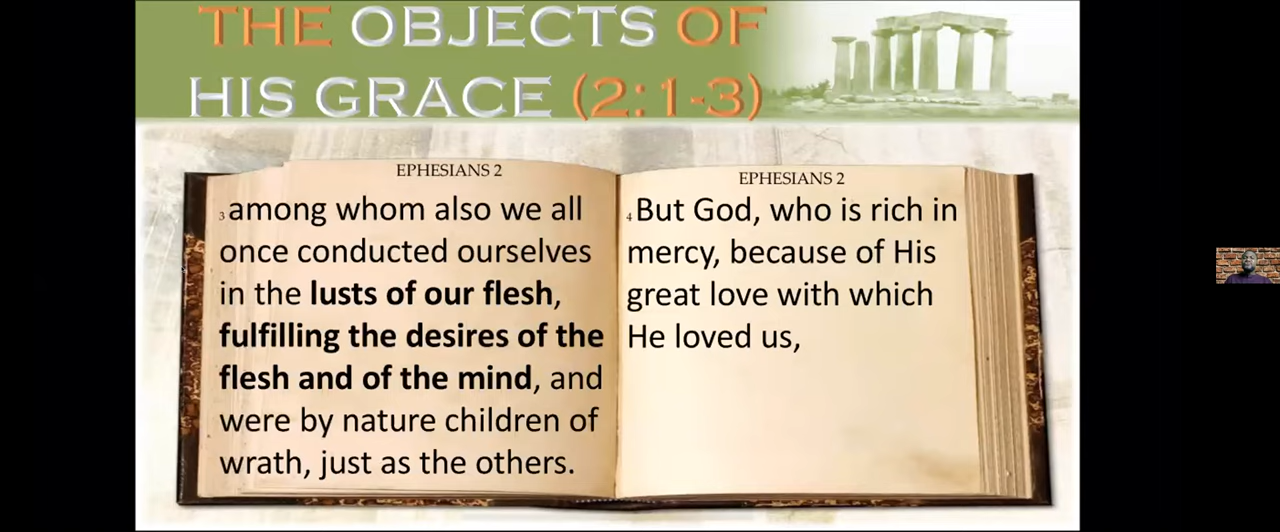 THE OBJECTS OF
HIS GRACE (2:1-3)
EPHESIANS 2
3 among whom also we all
once conducted ourselves
in the lusts of our flesh,
fulfilling the desires of the
flesh and of the mind, and
were by nature children of
wrath, just as the others.
EPHESIANS 2
4 But God, who is rich in
mercy, because of His
great love with which
He loved us,